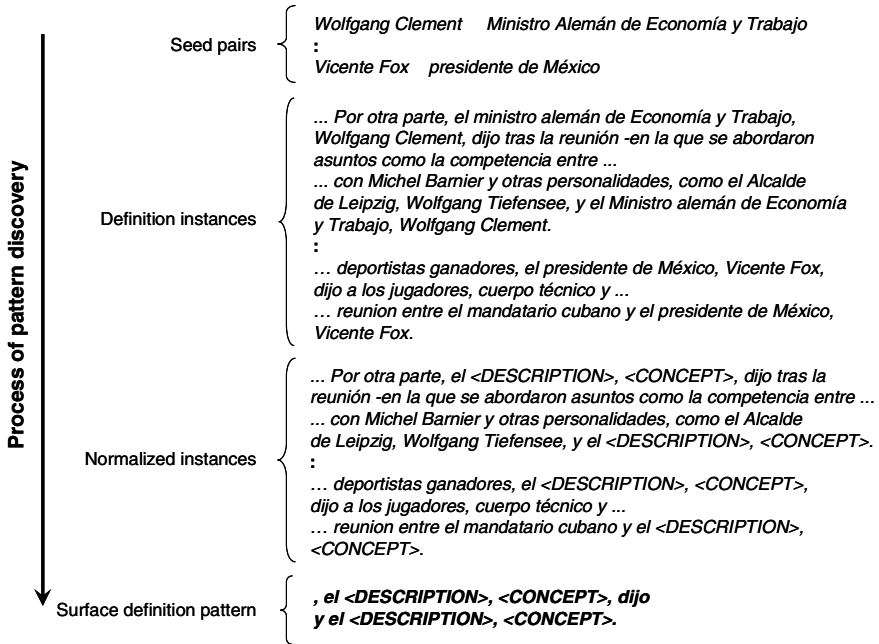 Process of pattern discovery
Seed pairs
Wolfgang Clement Ministro Alemán de Economía y Trabajo
:
Vicente Fox presidente de México
Definition instances
... Por otra parte, el ministro alemán de Economía y Trabajo,
Wolfgang Clement, dijo tras la reunión -en la que se abordaron
asuntos como la competencia entre ...
... con Michel Barnier y otras personalidades, como el Alcalde
de Leipzig, Wolfgang Tiefensee, y el Ministro alemán de Economía
y Trabajo, Wolfgang Clement.
:
… deportistas ganadores, el presidente de México, Vicente Fox,
dijo a los jugadores, cuerpo técnico y ...
… reunion entre el mandatario cubano y el presidente de México,
Vicente Fox.
Normalized instances
... Por otra parte, el <DESCRIPTION>, <CONCEPT>, dijo tras la
reunión -en la que se abordaron asuntos como la competencia entre ...
... con Michel Barnier y otras personalidades, como el Alcalde
de Leipzig, Wolfgang Tiefensee, y el <DESCRIPTION>, <CONCEPT>.
:
… deportistas ganadores, el <DESCRIPTION>, <CONCEPT>,
dijo a los jugadores, cuerpo técnico y ...
… reunion entre el mandatario cubano y el <DESCRIPTION>,
<CONCEPT>.
Surface definition pattern
, el <DESCRIPTION>, <CONCEPT>, dijo
y el <DESCRIPTION>, <CONCEPT>.